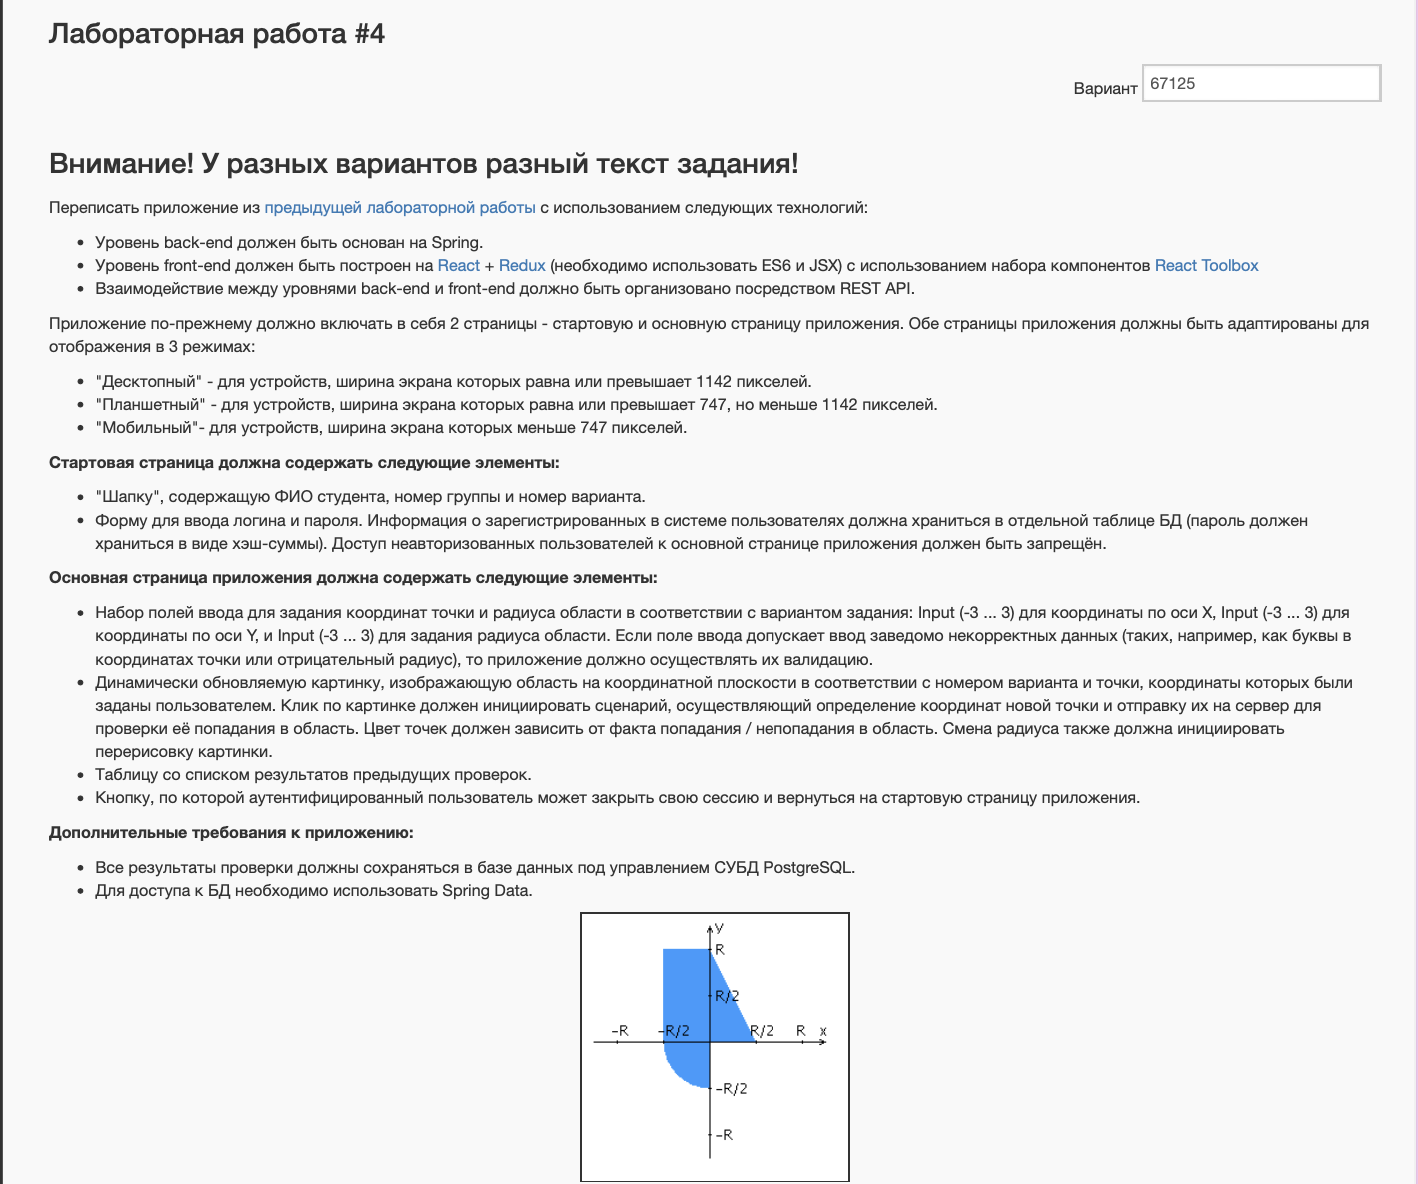 Лабораторная работа #4
Вариант 67125
Внимание! У разных вариантов разный текст задания!
Переписать приложение из предыдущей лабораторной работы с использованием следующих технологий:
• Уровень back-end должен быть основан на Spring.
• Уровень front-end должен быть построен на React + Redux (необходимо использовать ES6 и JSX) с использованием набора компонентов React Toolbox
• Взаимодействие между уровнями back-end и front-end должно быть организовано посредством REST API.
Приложение по-прежнему должно включать в себя 2 страницы - стартовую и основную страницу приложения. Обе страницы приложения должны быть адаптированы для
отображения в 3 режимах:
• "Десктопный" - для устройств, ширина экрана которых равна или превышает 1142 пикселей.
• "Планшетный" - для устройств, ширина экрана которых равна или превышает 747, но меньше 1142 пикселей.
• "Мобильный"- для устройств, ширина экрана которых меньше 747 пикселей.
Стартовая страница должна содержать следующие элементы:
• "Шапку", содержащую ФИО студента, номер группы и номер варианта.
• Форму для ввода логина и пароля. Информация о зарегистрированных в системе пользователях должна храниться в отдельной таблице БД (пароль должен
храниться в виде хэш-суммы). Доступ неавторизованных пользователей к основной странице приложения должен быть запрещён.
Основная страница приложения должна содержать следующие элементы:
• Набор полей ввода для задания координат точки и радиуса области в соответствии с вариантом задания: Input (-3 ... 3) для координаты по оси X, Input (-3 ... 3) для
координаты по оси Y, и Input (-3 ... 3) для задания радиуса области. Если поле ввода допускает ввод заведомо некорректных данных (таких, например, как буквы в
координатах точки или отрицательный радиус), то приложение должно осуществлять их валидацию.
• Динамически обновляемую картинку, изображающую область на координатной плоскости в соответствии с номером варианта и точки, координаты которых были
заданы пользователем. Клик по картинке должен инициировать сценарий, осуществляющий определение координат новой точки и отправку их на сервер для
проверки её попадания в область. Цвет точек должен зависить от факта попадания / непопадания в область. Смена радиуса также должна инициировать
перерисовку картинки.
• Таблицу со списком результатов предыдущих проверок.
• Кнопку, по которой аутентифицированный пользователь может закрыть свою сессию и вернуться на стартовую страницу приложения.
Дополнительные требования к приложению:
• Все результаты проверки должны сохраняться в базе данных под управлением СУБД PostgreSQL.
• Для доступа к БД необходимо использовать Spring Data.
y
R
R/2
-R -R/2 R/2 R x
-R/2
-R